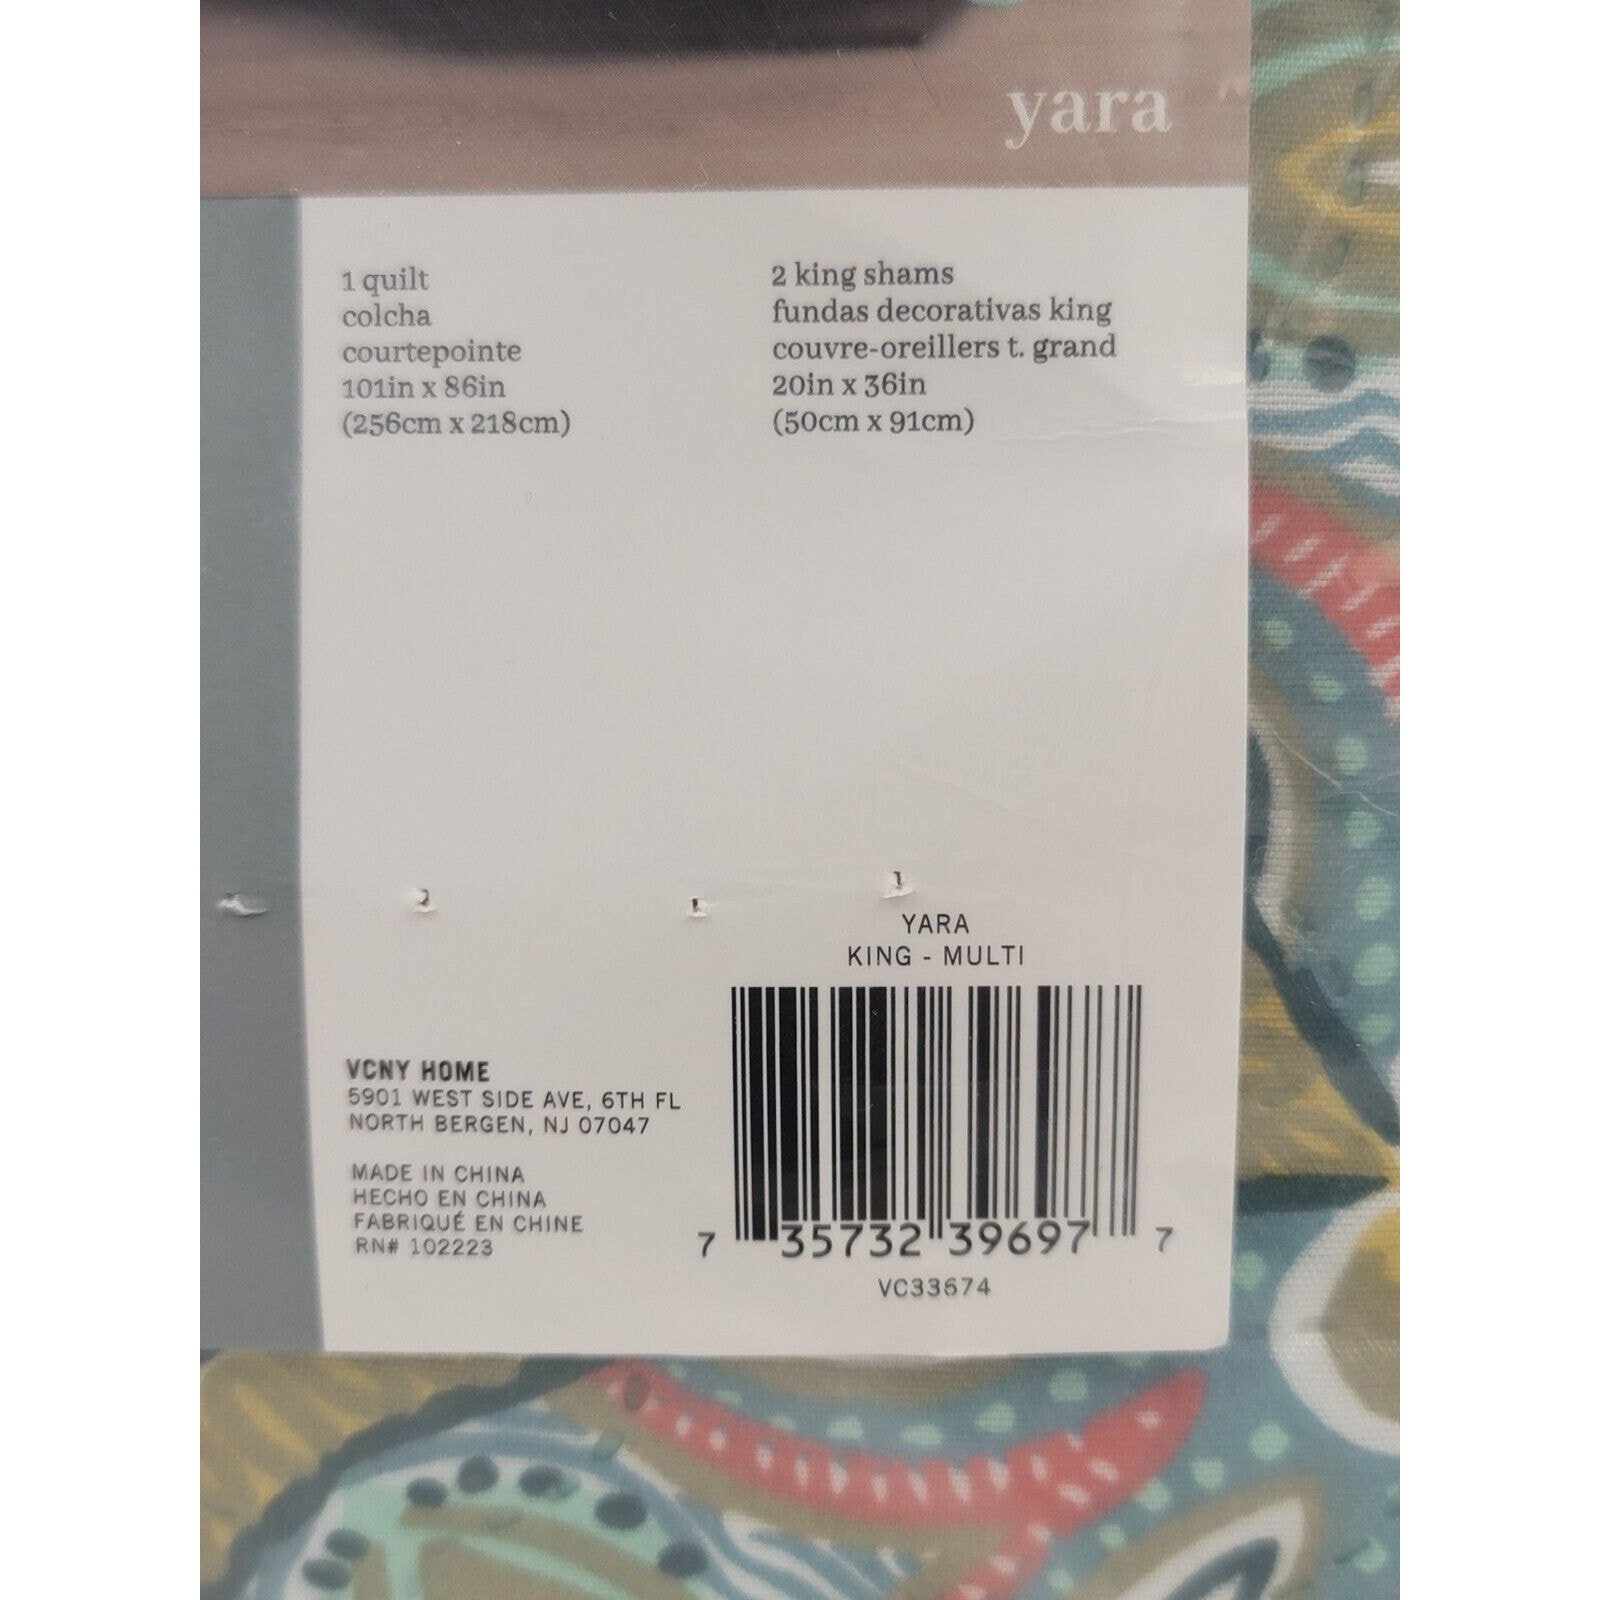 yara
1 quilt
colcha
courtepointe
101in x 86in
(256cm x 218cm)
2 king shams
fundas decorativas king
couvre-oreillers t. grand
20in x 36in
(50cm x 91cm)
YARA
KING - MULTI
VCNY HOME
5901 WEST SIDE AVE, 6TH FL
NORTH BERGEN, NJ 07047
MADE IN CHINA
HECHO EN CHINA
FABRIQUÉ EN CHINE
RN# 102223
7 35732 39697 7
VC33674